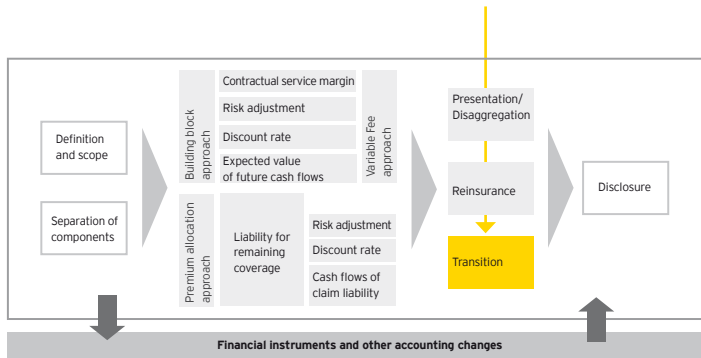 Definition
and scope
Separation of
components
Building block
approach
Contractual service margin
Risk adjustment
Discount rate
Expected value
of future cash flows
Variable Fee
approach
Premium allocation
approach
Liability for
remaining
coverage
Risk adjustment
Discount rate
Cash flows of
claim liability
Presentation/
Disaggregation
Reinsurance
Transition
Disclosure
Financial instruments and other accounting changes